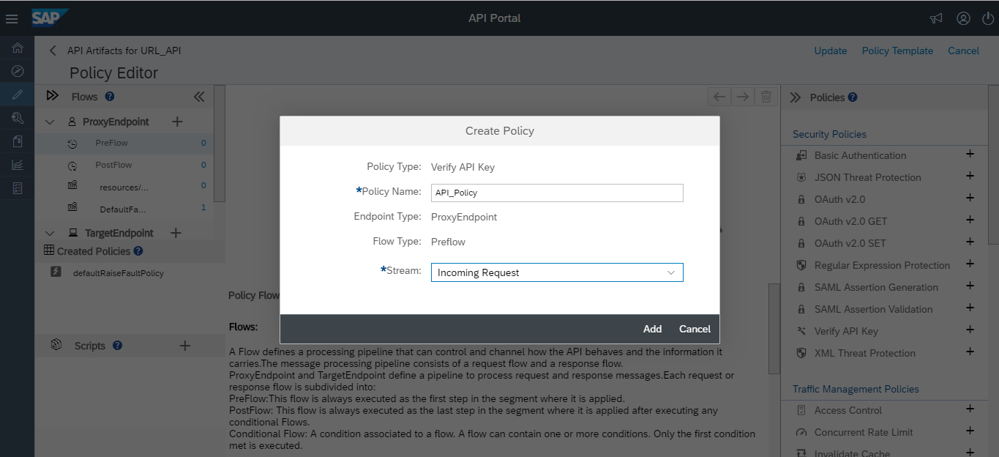 SAP
API Portal
API Artifacts for URL_API
Update
Policy Template
Cancel
Policy Editor
Flows ?
ProxyEndpoint
PreFlow 0
PostFlow 0
resources/... 0
DefaultFa... 1
TargetEndpoint
Created Policies ?
defaultRaiseFaultPolicy
Scripts ?
Create Policy
Policy Type: Verify API Key
*Policy Name: API_Policy
Endpoint Type: ProxyEndpoint
Flow Type: Preflow
*Stream: Incoming Request
Add
Cancel
Policy Flow
Flows:
A Flow defines a processing pipeline that can control and channel how the API behaves and the information it
carries.The message processing pipeline consists of a request flow and a response flow.
ProxyEndpoint and TargetEndpoint define a pipeline to process request and response messages.Each request or
response flow is subdivided into:
PreFlow:This flow is always executed as the first step in the segment where it is applied.
PostFlow: This flow is always executed as the last step in the segment where it is applied after executing any
conditional Flows.
Conditional Flow: A condition associated to a flow. A flow can contain one or more conditions. Only the first condition
met is executed.
Policies ?
Security Policies
Basic Authentication
JSON Threat Protection
OAuth v2.0
OAuth v2.0 GET
OAuth v2.0 SET
Regular Expression Protection
SAML Assertion Generation
SAML Assertion Validation
Verify API Key
XML Threat Protection
Traffic Management Policies
Access Control
Concurrent Rate Limit
Invalidate Cache